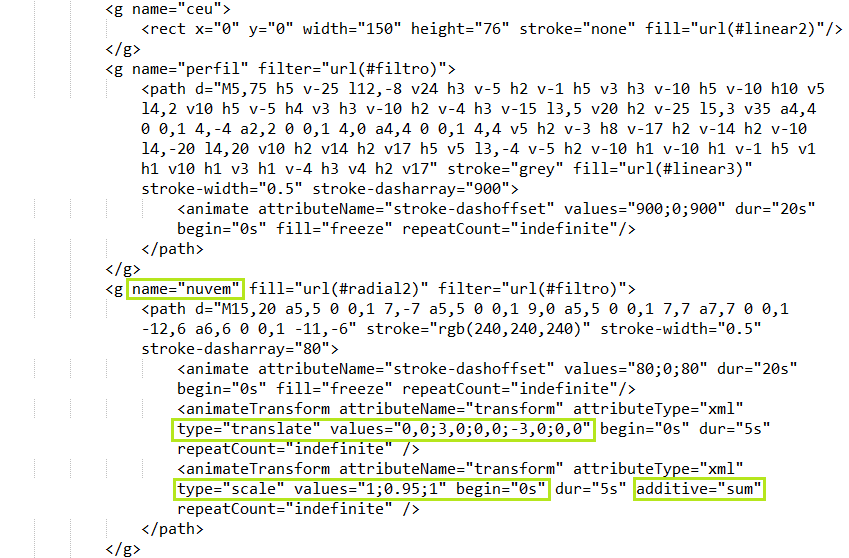 <g name="ceu">
<rect x="0" y="0" width="150" height="76" stroke="none" fill="url(#linear2)"/>
</g>
<g name="perfil" filter="url(#filtro)">
<path d="M5,75 h5 v-25 l12,-8 v24 h3 v-5 h2 v-1 h5 v3 h3 v-10 h5 v-10 h10 v5
l4,2 v10 h5 v-5 h4 v3 h3 v-10 h2 v-4 h3 v-15 l3,5 v20 h2 v-25 l5,3 v35 a4,4
0 0,1 4,-4 a2,2 0 0,1 4,0 a4,4 0 0,1 4,4 v5 h2 v-3 h8 v-17 h2 v-14 h2 v-10
l4,-20 l4,20 v10 h2 v14 h2 v17 h5 v5 l3,-4 v-5 h2 v-10 h1 v-10 h1 v-1 h5 v1
h1 v10 h1 v3 h1 v-4 h3 v4 h2 v17" stroke="grey" fill="url(#linear3)"
stroke-width="0.5" stroke-dasharray="900">
<animate attributeName="stroke-dashoffset" values="900;0;900" dur="20s"
begin="0s" fill="freeze" repeatCount="indefinite"/>
</path>
</g>
<g name="nuvem" fill="url(#radial2)" filter="url(#filtro)">
<path d="M15,20 a5,5 0 0,1 7,-7 a5,5 0 0,1 9,0 a5,5 0 0,1 7,7 a7,7 0 0,1
-12,6 a6,6 0 0,1 -11,-6" stroke="rgb(240,240,240)" stroke-width="0.5"
stroke-dasharray="80">
<animate attributeName="stroke-dashoffset" values="80;0;80" dur="20s"
begin="0s" fill="freeze" repeatCount="indefinite"/>
<animateTransform attributeName="transform" attributeType="xml"
type="translate" values="0,0;3,0;0,0;-3,0;0,0" begin="0s" dur="5s"
repeatCount="indefinite" />
<animateTransform attributeName="transform" attributeType="xml"
type="scale" values="1;0.95;1" begin="0s" dur="5s" additive="sum"
repeatCount="indefinite" />
</path>
</g>